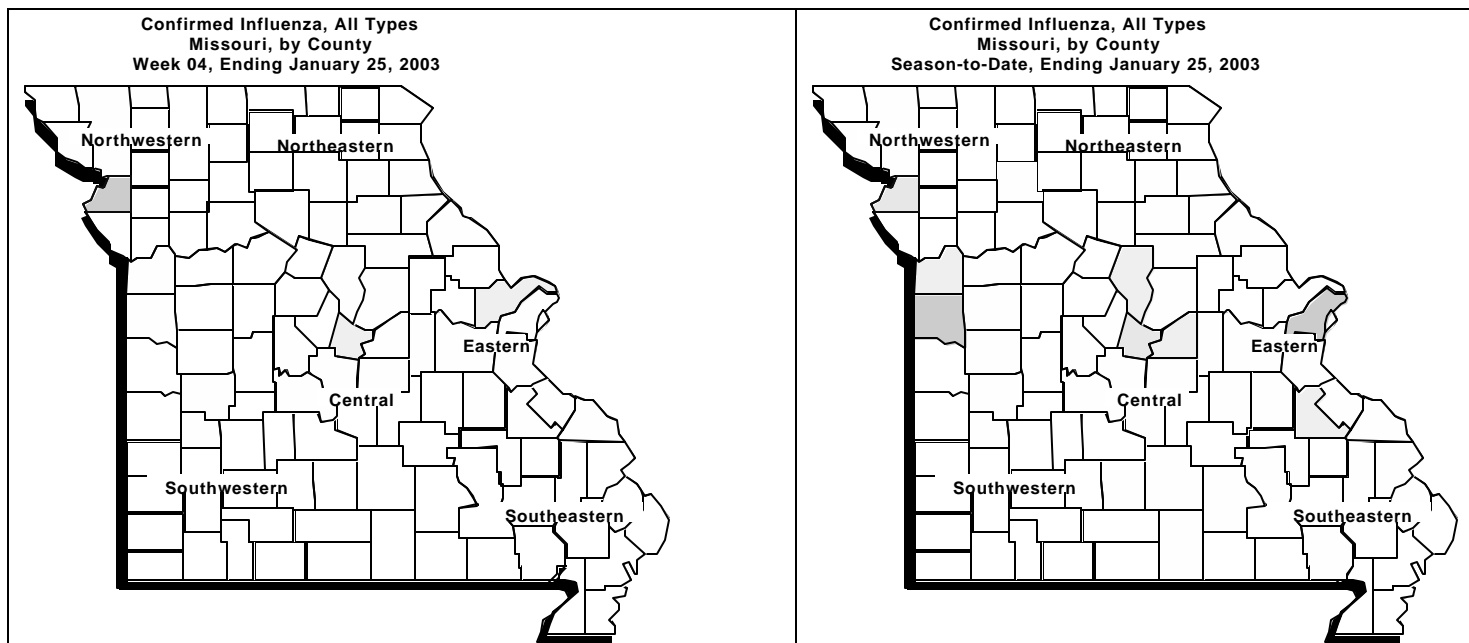 Confirmed Influenza, All Types
Missouri, by County
Week 04, Ending January 25, 2003
Northwestern
Northeastern
Eastern
Central
Southwestern
Southeastern
Confirmed Influenza, All Types
Missouri, by County
Season-to-Date, Ending January 25, 2003
Northwestern
Northeastern
Eastern
Central
Southwestern
Southeastern